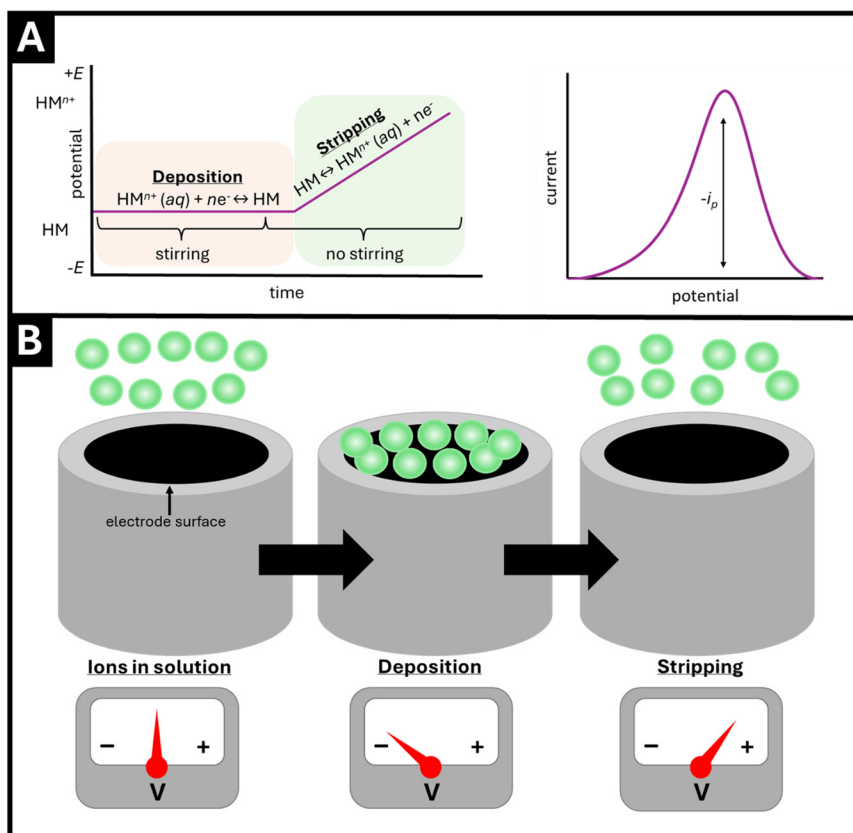 A
+E
HMⁿ⁺
potential
HM
-E
Deposition
HMⁿ⁺ (aq) + ne⁻ ↔ HM
Stripping
HM ↔ HMⁿ⁺ (aq) + ne⁻
stirring
no stirring
time
current
-iₚ
potential
B
electrode surface
Ions in solution
Deposition
Stripping
− +
V
− +
V
− +
V